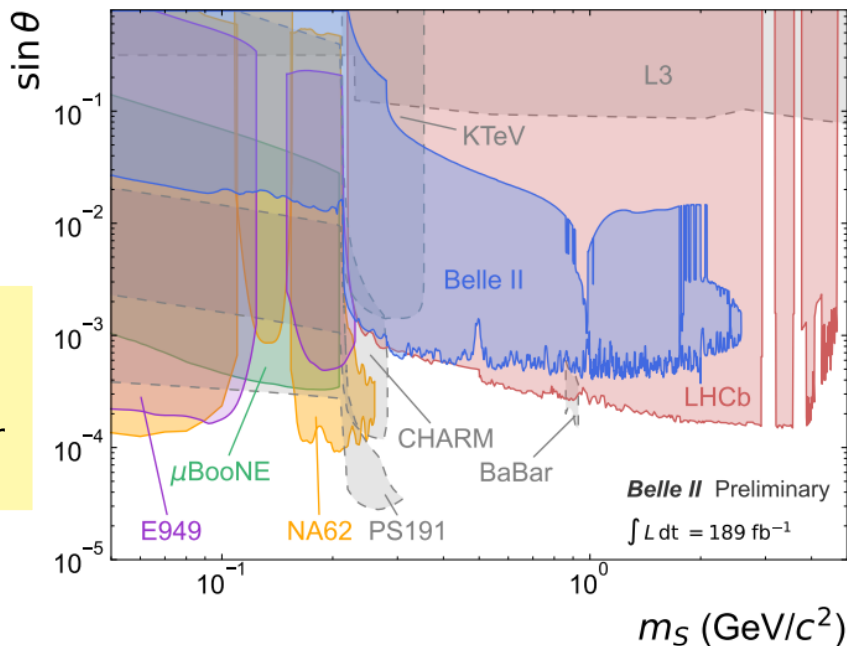 sin θ
10⁻¹
10⁻²
10⁻³
10⁻⁴
10⁻⁵
L3
KTeV
Belle II
LHCb
CHARM
BaBar
μBooNE
E949
NA62
PS191
Belle II Preliminary
∫ L dt = 189 fb⁻¹
10⁻¹
10⁰
m_S (GeV/c²)